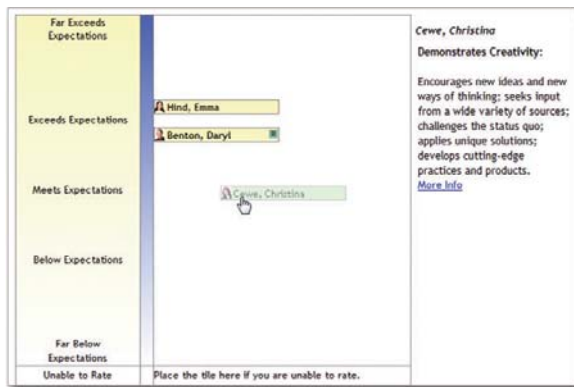 Far Exceeds
Expectations
Exceeds Expectations
Meets Expectations
Below Expectations
Far Below
Expectations
Unable to Rate
Hind, Emma
Benton, Daryl
Cewe, Christina
Place the tile here if you are unable to rate.
Cewe, Christina
Demonstrates Creativity:
Encourages new ideas and new
ways of thinking; seeks input
from a wide variety of sources;
challenges the status quo;
applies unique solutions;
develops cutting-edge
practices and products.
More Info